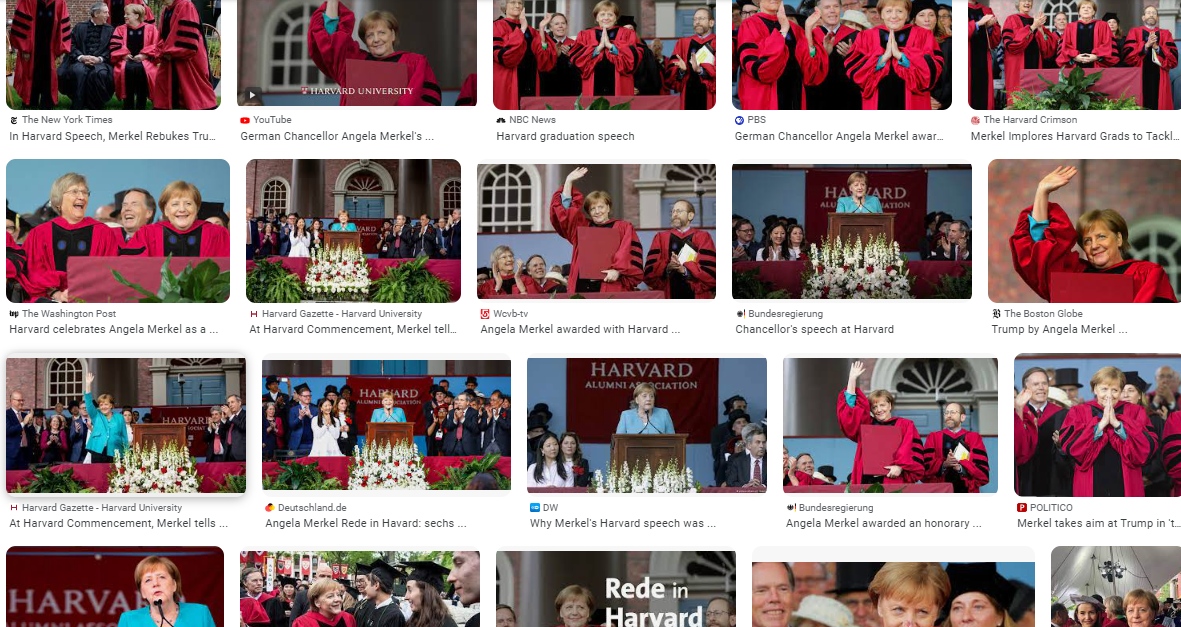 HARVARD UNIVERSITY
The New York Times
YouTube
NBC News
PBS
The Harvard Crimson
In Harvard Speech, Merkel Rebukes Tru...
German Chancellor Angela Merkel's ...
Harvard graduation speech
German Chancellor Angela Merkel awar...
Merkel Implores Harvard Grads to Tackl...
HARVARD
ALUMNI ASSOCIATION
The Washington Post
Harvard Gazette - Harvard University
Wcvb-tv
Bundesregierung
The Boston Globe
Harvard celebrates Angela Merkel as a ...
At Harvard Commencement, Merkel tell...
Angela Merkel awarded with Harvard ...
Chancellor's speech at Harvard
Trump by Angela Merkel ...
HARVARD
HARVARD
ALUMNI ASSOCIATION
HARVARD
ALUMNI ASSOCIATION
Harvard Gazette - Harvard University
Deutschland.de
DW
Bundesregierung
POLITICO
At Harvard Commencement, Merkel tells ...
Angela Merkel Rede in Havard: sechs ...
Why Merkel's Harvard speech was ...
Angela Merkel awarded an honorary ...
Merkel takes aim at Trump in 't...
HARVA
Rede in
Harvard